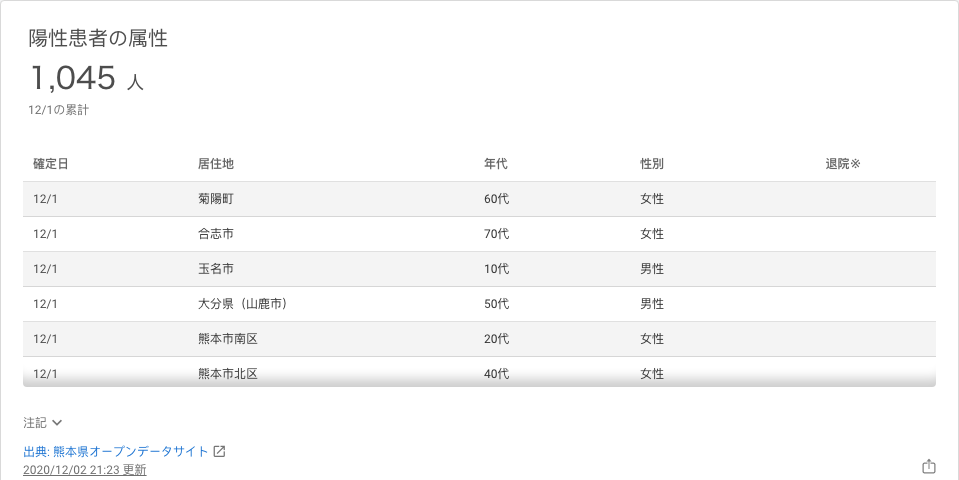 陽性患者の属性
1,045 人
12/1の累計
確定日 居住地 年代 性別 退院※
12/1 菊陽町 60代 女性
12/1 合志市 70代 女性
12/1 玉名市 10代 男性
12/1 大分県（山鹿市） 50代 男性
12/1 熊本市南区 20代 女性
12/1 熊本市北区 40代 女性
注記
出典: 熊本県オープンデータサイト
2020/12/02 21:23 更新